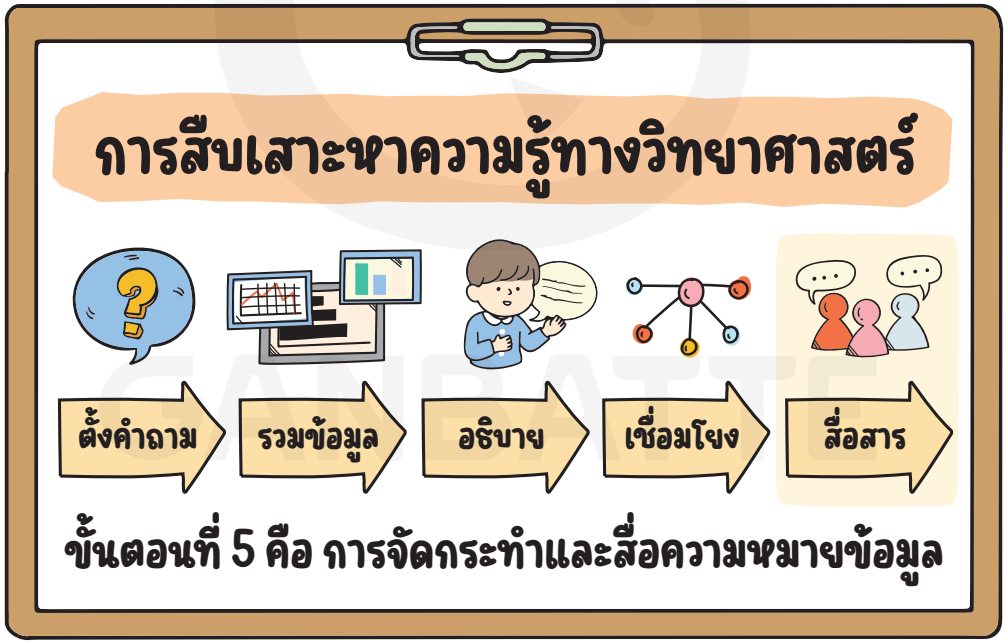 การสืบเสาะหาความรู้ทางวิทยาศาสตร์
?
ตั้งคำถาม
รวมข้อมูล
อธิบาย
เชื่อมโยง
สื่อสาร
ขั้นตอนที่ 5 คือ การจัดกระทำและสื่อความหมายข้อมูล
GANBATTE